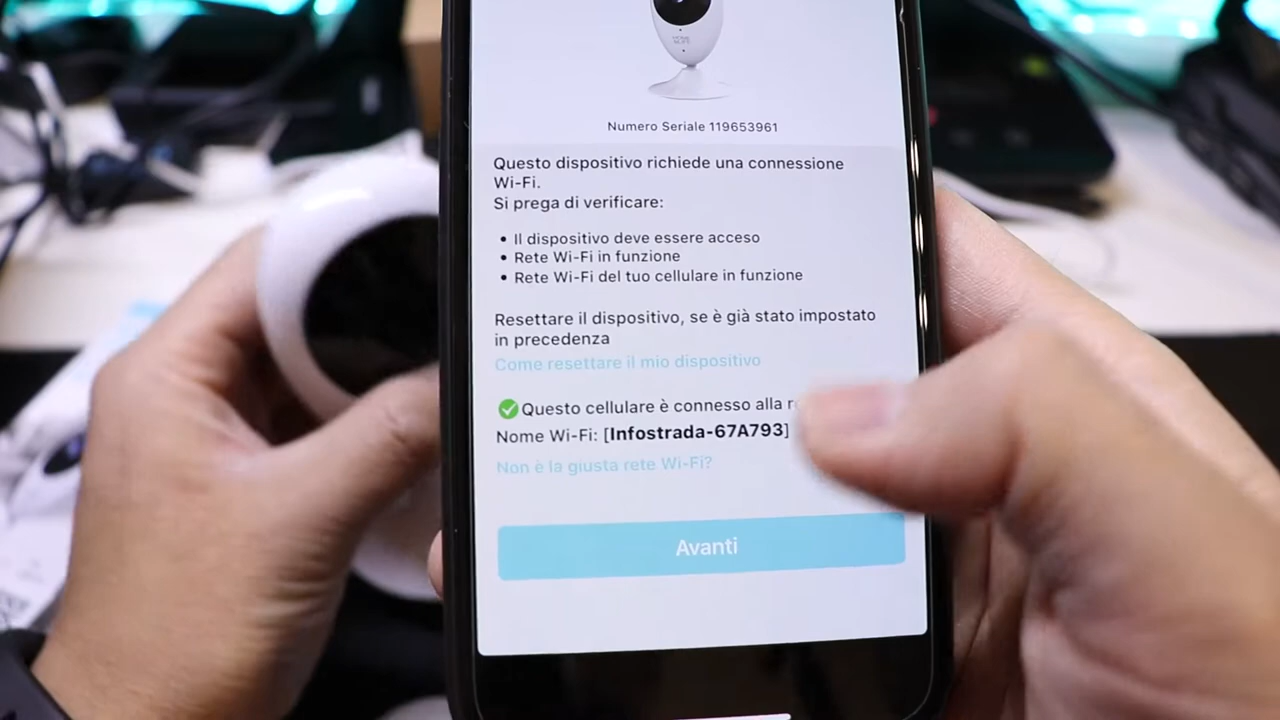 Numero Seriale 119653961
Questo dispositivo richiede una connessione
Wi-Fi.
Si prega di verificare:
• Il dispositivo deve essere acceso
• Rete Wi-Fi in funzione
• Rete Wi-Fi del tuo cellulare in funzione
Resettare il dispositivo, se è già stato impostato
in precedenza
Come resettare il mio dispositivo
Questo cellulare è connesso alla
Nome Wi-Fi: [Infostrada-67A793]
Non è la giusta rete Wi-Fi?
Avanti